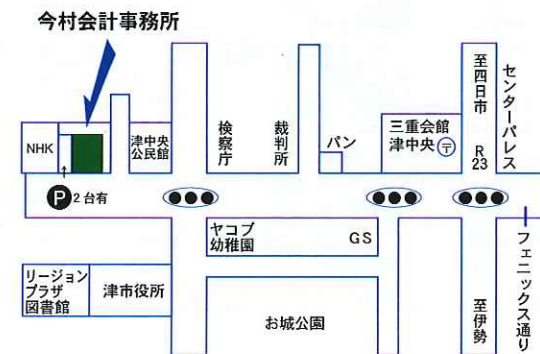 今村会計事務所
至四日市
R23
センターパレス
NHK
津中央
公民館
検察庁
裁判所
パン
三重会館
津中央〒
P2台有
ヤコブ
幼稚園
GS
フェニックス通り
リージョン
プラザ
図書館
津市役所
お城公園
至伊勢